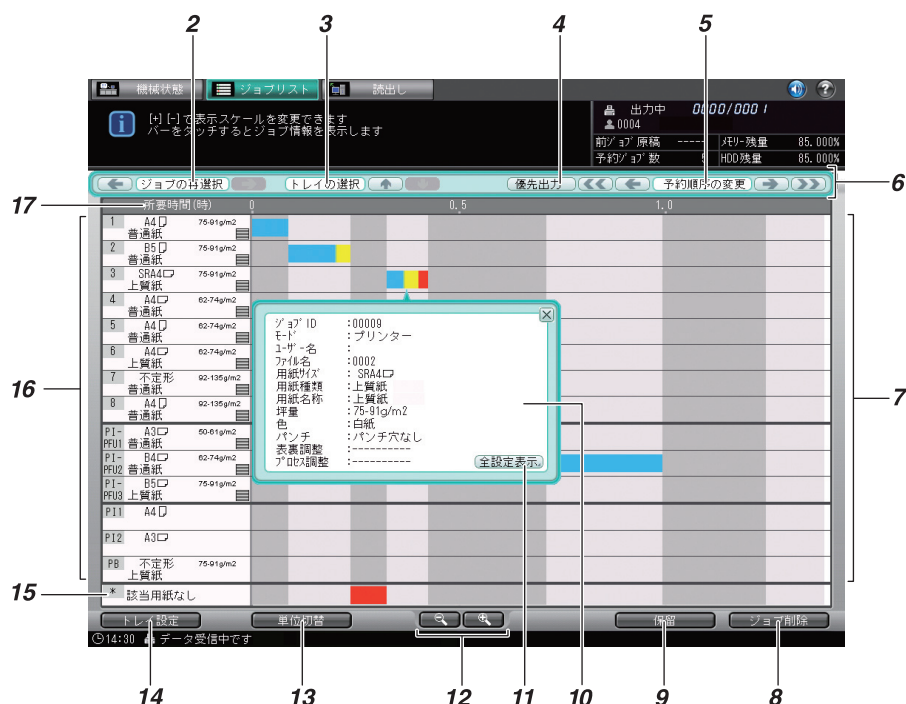 2 3 4 5
機械状態 ジョブリスト 読出し
[+] [-]で表示スケールを変更できます
バーをタッチするとジョブ情報を表示します
出力中 0000/0001
0004
前ｼﾞｮﾌﾞ原稿 ----- ﾒﾓﾘｰ残量 85.000%
予約ｼﾞｮﾌﾞ数 5 HDD残量 85.000%
ジョブの再選択 トレイの選択 優先出力 予約順序の変更
6
17
所要時間(時) 0 0.5 1.0
1 A4 75-91g/m2
普通紙
2 B5 75-91g/m2
普通紙
3 SRA4 75-91g/m2
上質紙
4 A4 62-74g/m2
普通紙
5 A4 62-74g/m2
普通紙
6 A4 62-74g/m2
上質紙
7 不定形 92-135g/m2
普通紙
8 A4 92-135g/m2
普通紙
PI-PFU1 A3 50-61g/m2
普通紙
PI-PFU2 B4 62-74g/m2
普通紙
PI-PFU3 B5 75-91g/m2
上質紙
PI1 A4
PI2 A3
PB 不定形 75-91g/m2
上質紙
* 該当用紙なし
ｼﾞｮﾌﾞID :00009
ﾓｰﾄﾞ :プリンター
ﾕｰｻﾞｰ名 :
ﾌｧｲﾙ名 :0002
用紙ｻｲｽﾞ : SRA4
用紙種類 :上質紙
用紙名称 :上質紙
坪量 :75-91g/m2
色 :白紙
パンチ :パンチ穴なし
表裏調整 :----------
ﾌﾟﾛｾｽ調整 :----------
全設定表示
16
7
15
トレイ設定 単位切替 保留 ジョブ削除
14:30 データ受信中です
14 13 12 11 10 9 8